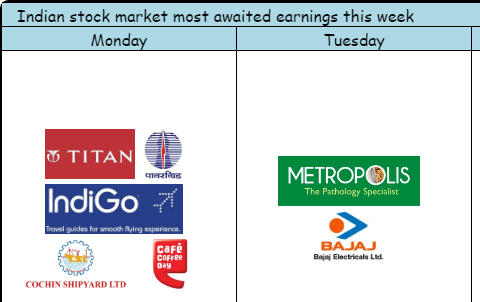 Indian stock market most awaited earnings this week
Monday
Tuesday
TITAN
पावरग्रिड
IndiGo
Travel guides for smooth flying experience.
COCHIN SHIPYARD LTD
Café
Coffee
Day
METROPOLIS
The Pathology Specialist
BAJAJ
Bajaj Electricals Ltd.